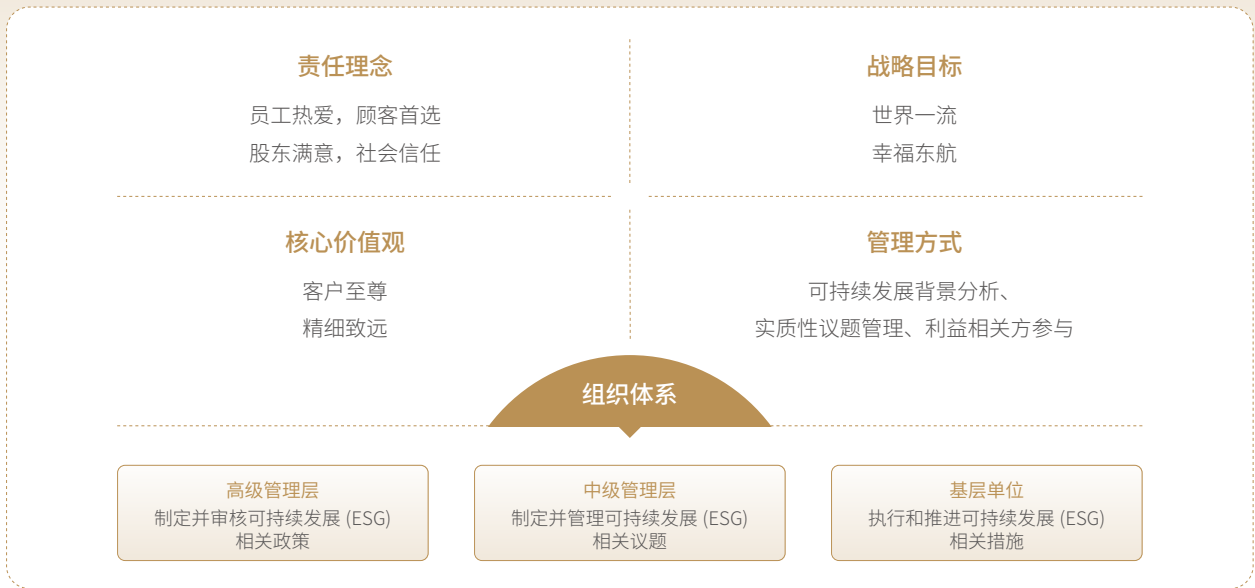 责任理念
员工热爱，顾客首选
股东满意，社会信任
战略目标
世界一流
幸福东航
核心价值观
客户至尊
精细致远
管理方式
可持续发展背景分析、
实质性议题管理、利益相关方参与
组织体系
高级管理层
制定并审核可持续发展 (ESG)
相关政策
中级管理层
制定并管理可持续发展 (ESG)
相关议题
基层单位
执行和推进可持续发展 (ESG)
相关措施